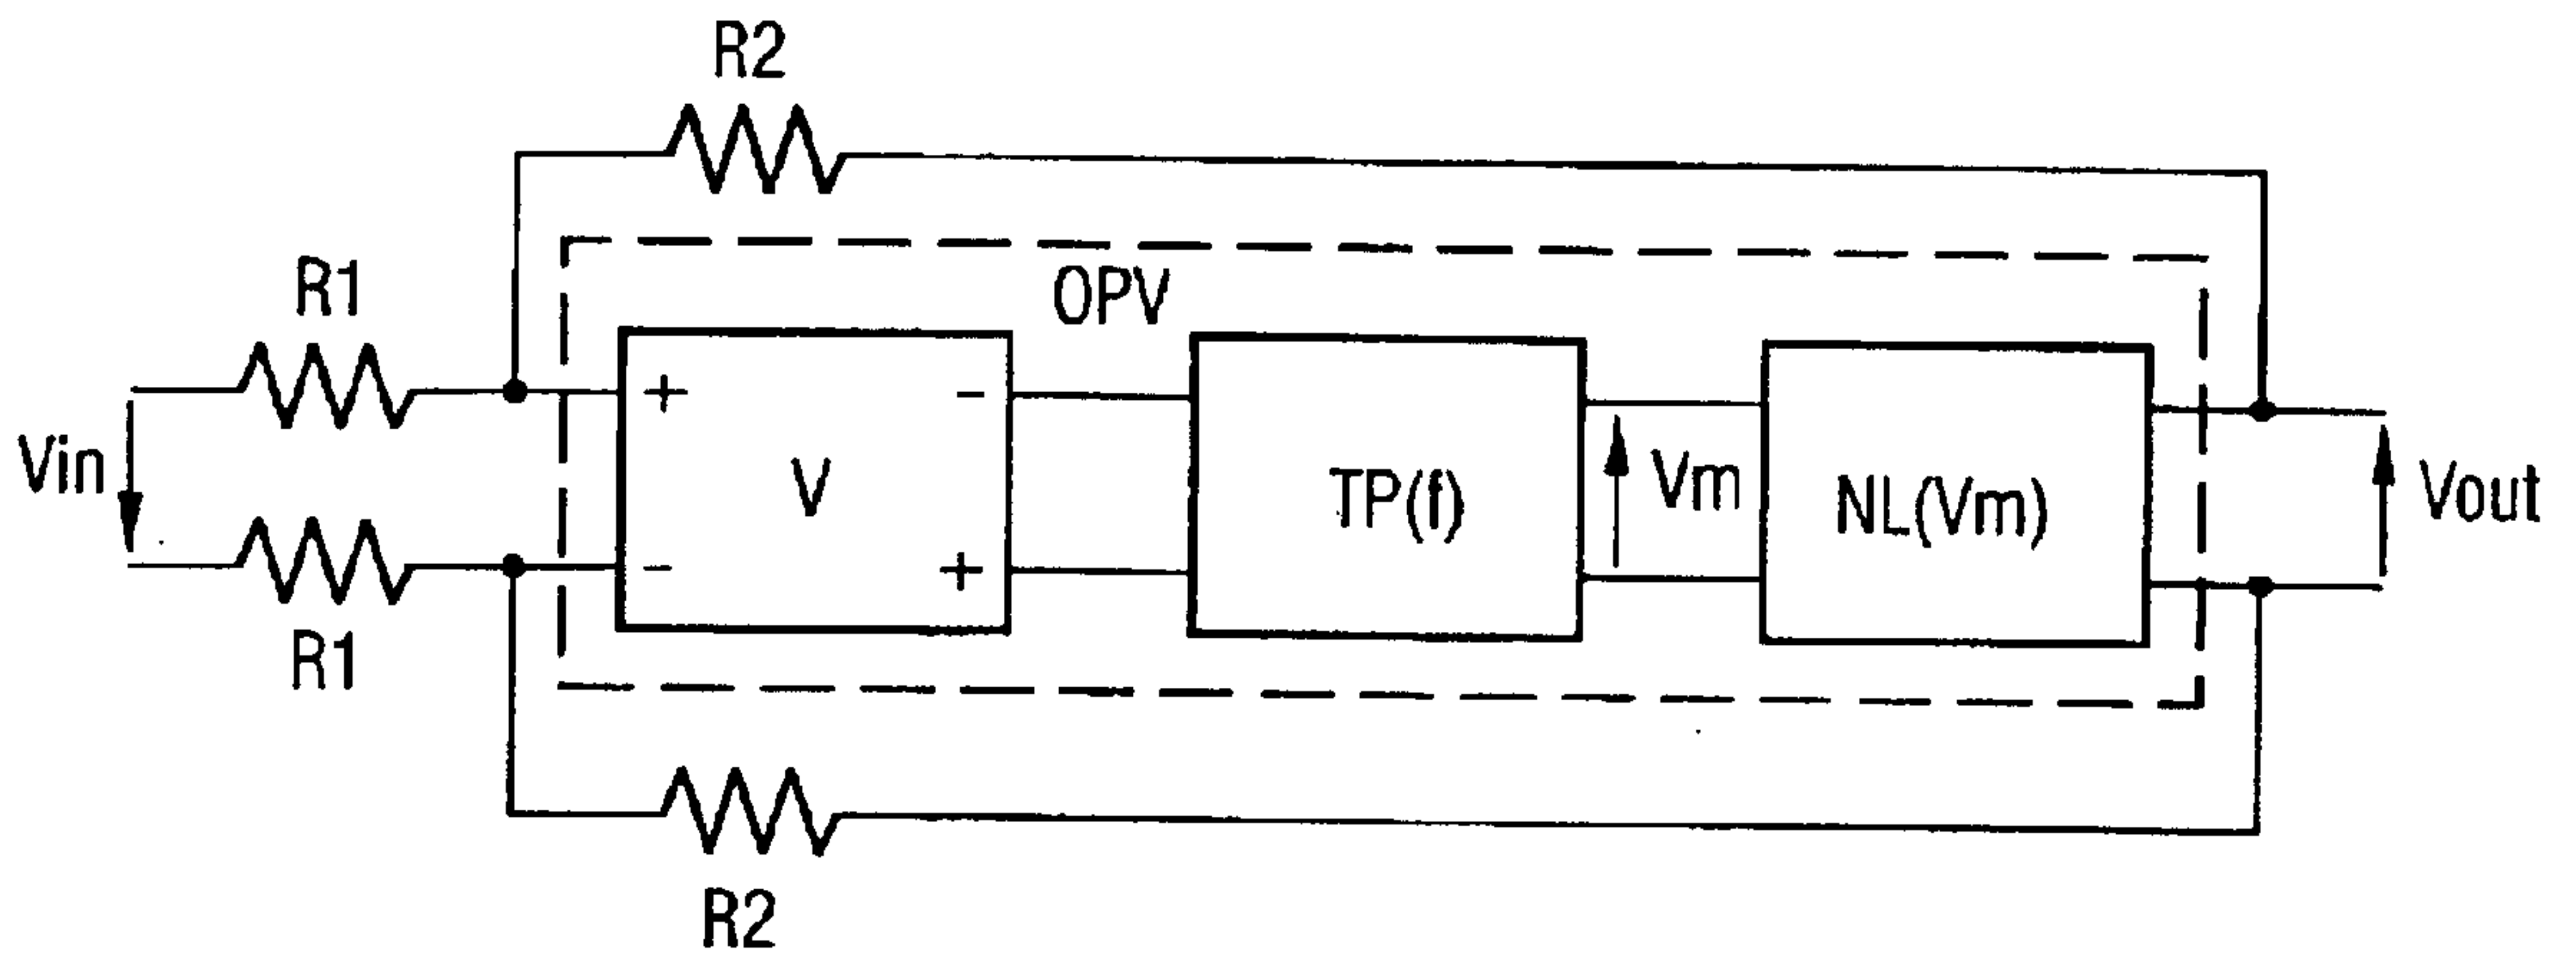 R2
OPV
R1
+
−
V
−
+
TP(f)
Vm
NL(Vm)
Vin
Vout
R1
R2